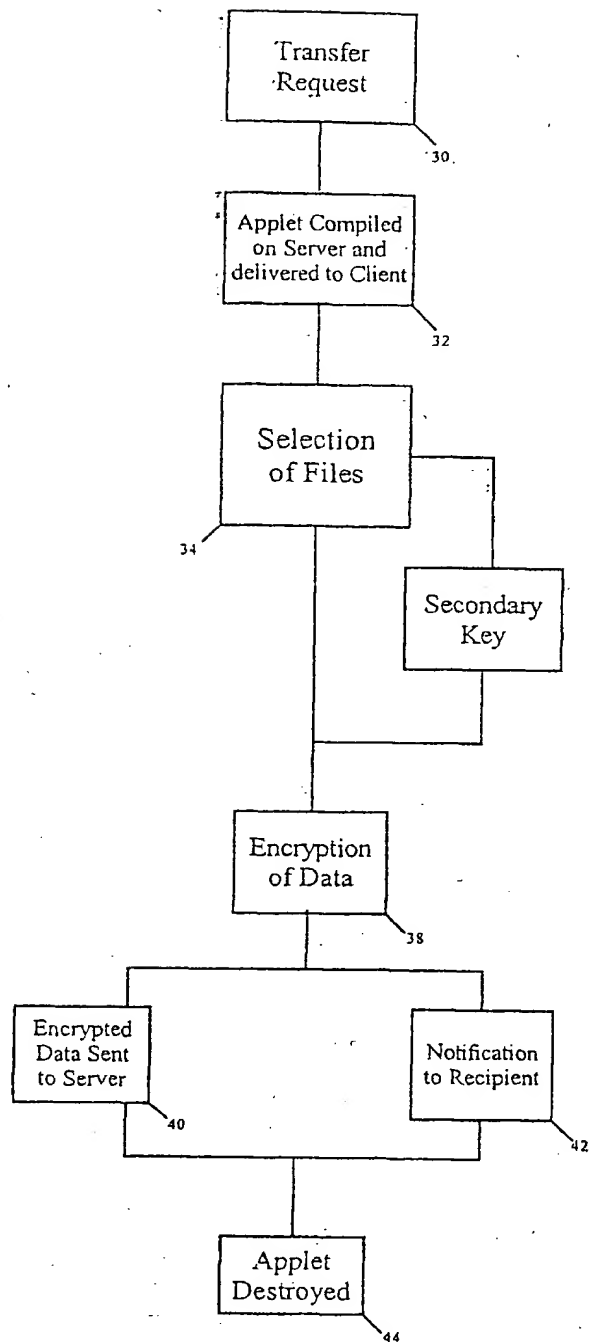 Transfer
Request
30
Applet Compiled
on Server and
delivered to Client
32
Selection
of Files
34
Secondary
Key
Encryption
of Data
38
Encrypted
Data Sent
to Server
40
Notification
to Recipient
42
Applet
Destroyed
44